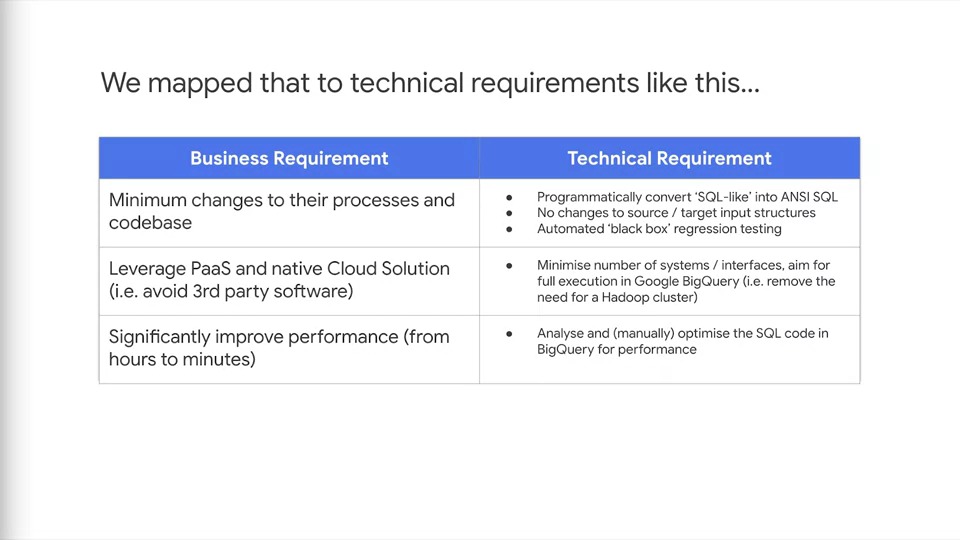 We mapped that to technical requirements like this...
Business Requirement
Technical Requirement
Minimum changes to their processes and
codebase
● Programmatically convert ‘SQL-like’ into ANSI SQL
● No changes to source / target input structures
● Automated ‘black box’ regression testing
Leverage PaaS and native Cloud Solution
(i.e. avoid 3rd party software)
● Minimise number of systems / interfaces, aim for
full execution in Google BigQuery (i.e. remove the
need for a Hadoop cluster)
Significantly improve performance (from
hours to minutes)
● Analyse and (manually) optimise the SQL code in
BigQuery for performance